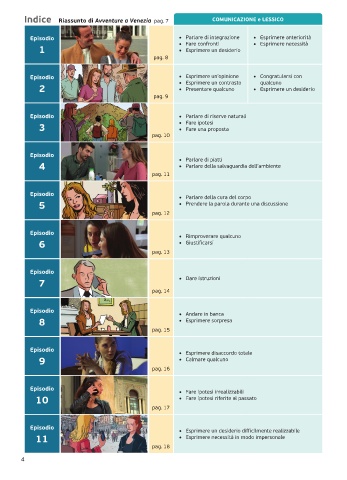 Indice Riassunto di Avventure a Venezia pag. 7
COMUNICAZIONE e LESSICO
Episodio
1
pag. 8
• Parlare di integrazione
• Fare confronti
• Esprimere un desiderio
• Esprimere anteriorità
• Esprimere necessità
Episodio
2
pag. 9
• Esprimere un'opinione
• Esprimere un contrasto
• Presentare qualcuno
• Congratularsi con
qualcuno
• Esprimere un desiderio
Episodio
3
pag. 10
• Parlare di riserve naturali
• Fare ipotesi
• Fare una proposta
Episodio
4
pag. 11
• Parlare di piatti
• Parlare della salvaguardia dell'ambiente
Episodio
5
pag. 12
• Parlare della cura del corpo
• Prendere la parola durante una discussione
Episodio
6
pag. 13
• Rimproverare qualcuno
• Giustificarsi
Episodio
7
pag. 14
• Dare istruzioni
Episodio
8
pag. 15
• Andare in banca
• Esprimere sorpresa
Episodio
9
pag. 16
• Esprimere disaccordo totale
• Calmare qualcuno
Episodio
10
pag. 17
• Fare ipotesi irrealizzabili
• Fare ipotesi riferite al passato
Episodio
11
pag. 18
• Esprimere un desiderio difficilmente realizzabile
• Esprimere necessità in modo impersonale
4